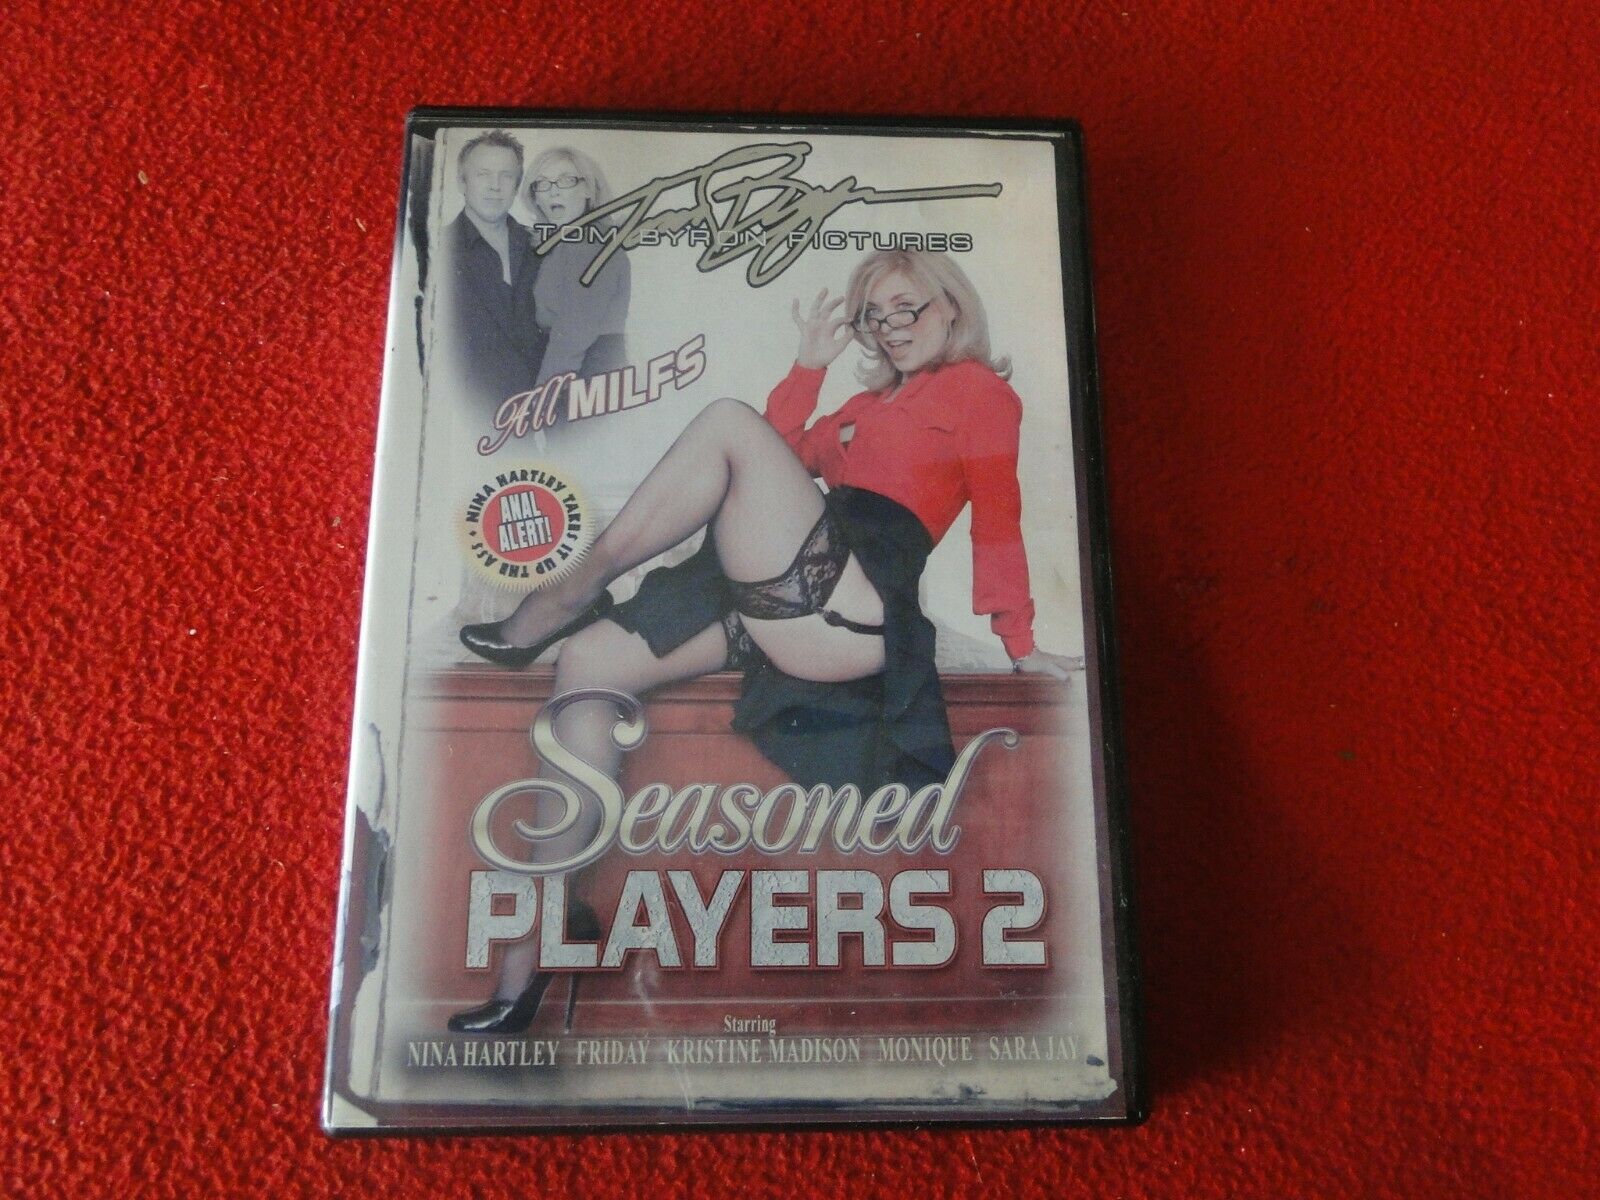 Tom Byron
TOM BYRON PICTURES
All MILFS
NINA HARTLEY TAKES IT UP THE ASS
ANAL
ALERT!
Seasoned
PLAYERS 2
Starring
NINA HARTLEY FRIDAY KRISTINE MADISON MONIQUE SARA JAY